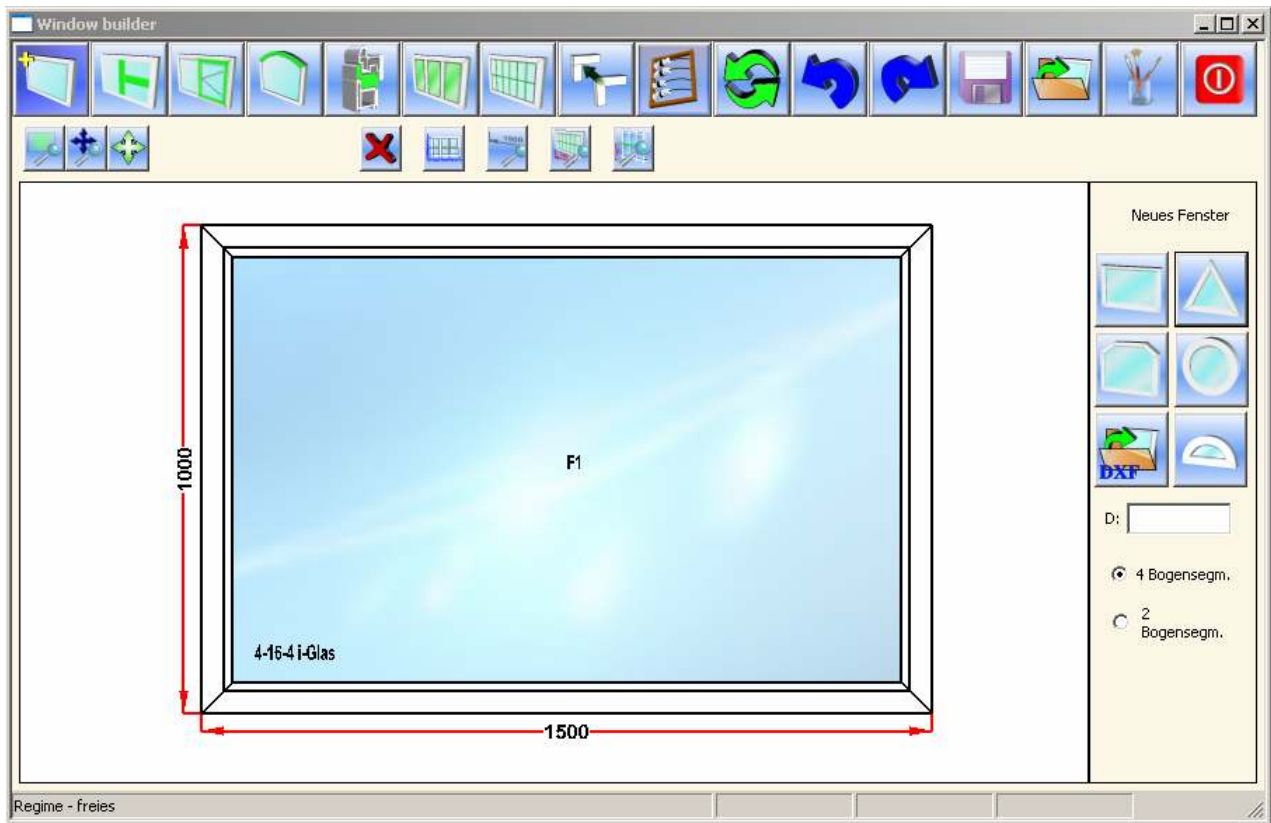 Window builder
Neues Fenster
1000
F1
DXF
D:
4 Bogensegm.
2
Bogensegm.
4-16-4 i-Glas
1500
Regime - freies